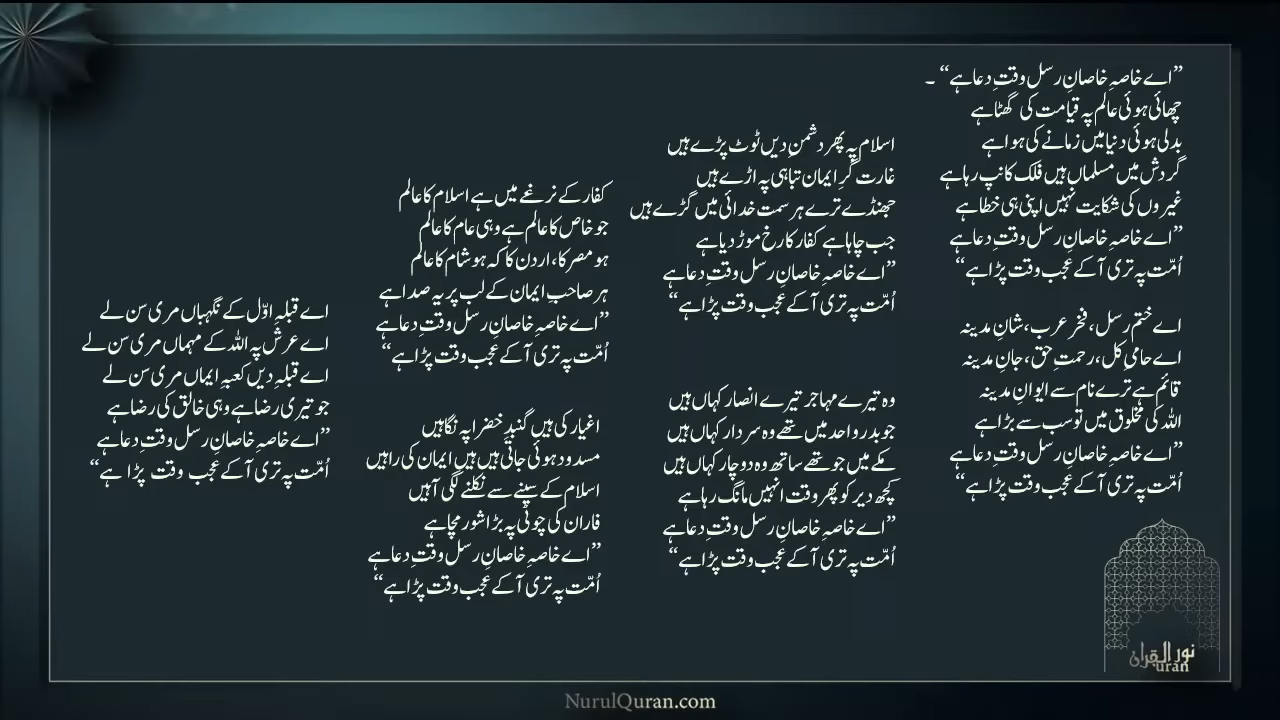 ”اے خاصہِ خاصانِ رسل وقتِ دعا ہے“ ۔
چھائی ہوئی عالم پہ قیامت کی گھٹا ہے
بدلی ہوئی دنیا میں زمانے کی ہوا ہے
گردش میں مسلماں ہیں فلک کانپ رہا ہے
غیروں کی شکایت نہیں اپنی ہی خطا ہے
”اے خاصہِ خاصانِ رسل وقتِ دعا ہے
اُمّت پہ تری آ کے عجب وقت پڑا ہے“
اے ختم رسل، فخر عرب، شانِ مدینہ
اے حامیِ کل، رحمتِ حق، جانِ مدینہ
قائم ہے ترے نام سے ایوانِ مدینہ
اللہ کی مخلوق میں تو سب سے بڑا ہے
”اے خاصہِ خاصانِ رسل وقتِ دعا ہے
اُمّت پہ تری آ کے عجب وقت پڑا ہے“
اسلام پہ پھر دشمنِ دیں ٹوٹ پڑے ہیں
غارت گرِ ایمان تباہی پہ اڑے ہیں
جھنڈے ترے ہر سمت خدائی میں گڑے ہیں
جب چاہا ہے کفار کا رخ موڑ دیا ہے
”اے خاصہِ خاصانِ رسل وقتِ دعا ہے
اُمّت پہ تری آ کے عجب وقت پڑا ہے“
وہ تیرے مہاجر تیرے انصار کہاں ہیں
جو بدر و احد میں تھے وہ سردار کہاں ہیں
مکے میں جو تھے ساتھ وہ دو چار کہاں ہیں
کچھ دیر کو پھر وقت انہیں مانگ رہا ہے
”اے خاصہِ خاصانِ رسل وقتِ دعا ہے
اُمّت پہ تری آ کے عجب وقت پڑا ہے“
کفار کے نرغے میں ہے اسلام کا عالم
جو خاص کا عالم ہے وہی عام کا عالم
ہو مصر کا، اردن کا کہ ہو شام کا عالم
ہر صاحب ایمان کے لب پر یہ صدا ہے
”اے خاصہِ خاصانِ رسل وقتِ دعا ہے
اُمّت پہ تری آ کے عجب وقت پڑا ہے“
اغیار کی ہیں گنبدِ خضرا پہ نگاہیں
مسدود ہوئی جاتی ہیں ہیں ایمان کی راہیں
اسلام کے سینے سے نکلنے لگی آہیں
فاران کی چوٹی پہ بڑا شور مچا ہے
”اے خاصہِ خاصانِ رسل وقتِ دعا ہے
اُمّت پہ تری آ کے عجب وقت پڑا ہے“
اے قبلہِ اوّل کے نگہباں مری سن لے
اے عرش پہ اللہ کے مہماں مری سن لے
اے قبلہِ دیں کعبہِ ایماں مری سن لے
جو تیری رضا ہے وہی خالق کی رضا ہے
”اے خاصہِ خاصانِ رسل وقتِ دعا ہے
اُمّت پہ تری آ کے عجب وقت پڑا ہے“
نور القرآن
uran
NurulQuran.com